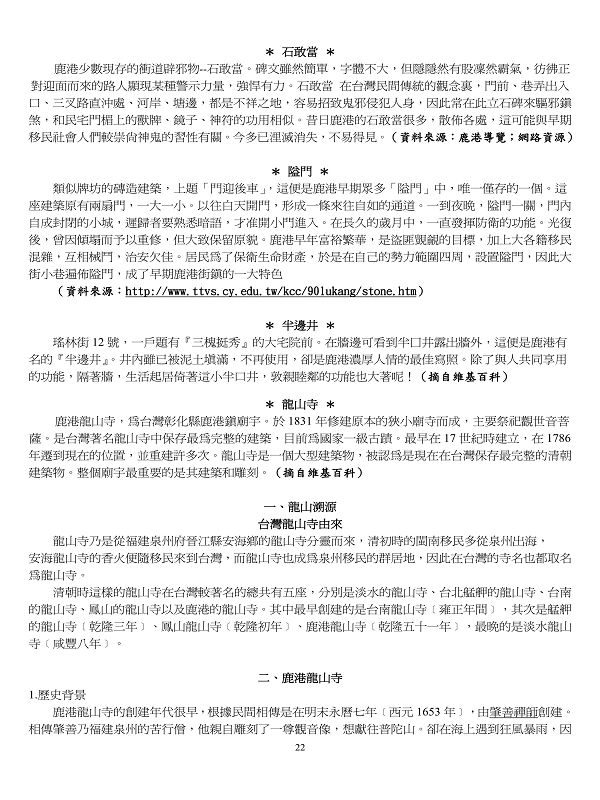 ＊ 石敢當 ＊
鹿港少數現存的衝道辟邪物--石敢當。碑文雖然簡單，字體不大，但隱隱然有股凜然霸氣，彷彿正
對迎面而來的路人顯現某種警示力量，強悍有力。石敢當 在台灣民間傳統的觀念裏，門前、巷弄出入
口、三叉路直沖處、河岸、塘邊，都是不祥之地，容易招致鬼邪侵犯人身，因此常在此立石碑來驅邪鎮
煞，和民宅門楣上的獸牌、鏡子、神符的功用相似。昔日鹿港的石敢當很多，散佈各處，這可能與早期
移民社會人們較崇尚神鬼的習性有關。今多已湮滅消失，不易得見。（資料來源：鹿港導覽；網路資源）
＊ 隘門 ＊
類似牌坊的磚造建築，上題「門迎後車」，這便是鹿港早期眾多「隘門」中，唯一僅存的一個。這
座建築原有兩扇門，一大一小。以往白天開門，形成一條來往自如的通道。一到夜晚，隘門一關，門內
自成封閉的小城，遲歸者要熟悉暗語，才准開小門進入。在長久的歲月中，一直發揮防衛的功能。光復
後，曾因傾塌而予以重修，但大致保留原貌。鹿港早年富裕繁華，是盜匪覬覦的目標，加上大各籍移民
混雜，互相械鬥，治安欠佳。居民為了保衛生命財產，於是在自己的勢力範圍四周，設置隘門，因此大
街小巷遍佈隘門，成了早期鹿港街鎮的一大特色
（資料來源：http://www.ttvs.cy.edu.tw/kcc/90lukang/stone.htm）
＊ 半邊井 ＊
瑤林街 12 號，一戶題有『三槐挺秀』的大宅院前。在牆邊可看到半口井露出牆外，這便是鹿港有
名的『半邊井』。井內雖已被泥土填滿，不再使用，卻是鹿港濃厚人情的最佳寫照。除了與人共同享用
的功能，隔著牆，生活起居倚著這小半口井，敦親睦鄰的功能也大著呢！（摘自維基百科）
＊ 龍山寺 ＊
鹿港龍山寺，為台灣彰化縣鹿港鎮廟宇。於 1831 年修建原本的狹小廟寺而成，主要祭祀觀世音菩
薩。是台灣著名龍山寺中保存最為完整的建築，目前為國家一級古蹟。最早在 17 世紀時建立，在 1786
年遷到現在的位置，並重建許多次。龍山寺是一個大型建築物，被認為是現在在台灣保存最完整的清朝
建築物。整個廟宇最重要的是其建築和雕刻。（摘自維基百科）
一、龍山溯源
台灣龍山寺由來
龍山寺乃是從福建泉州府晉江縣安海鄉的龍山寺分靈而來，清初時的閩南移民多從泉州出海，
安海龍山寺的香火便隨移民來到台灣，而龍山寺也成為泉州移民的群居地，因此在台灣的寺名也都取名
為龍山寺。
清朝時這樣的龍山寺在台灣較著名的總共有五座，分別是淡水的龍山寺、台北艋舺的龍山寺、台南
的龍山寺、鳳山的龍山寺以及鹿港的龍山寺。其中最早創建的是台南龍山寺﹝雍正年間﹞，其次是艋舺
的龍山寺﹝乾隆三年﹞、鳳山龍山寺﹝乾隆初年﹞、鹿港龍山寺﹝乾隆五十一年﹞，最晚的是淡水龍山
寺﹝咸豐八年﹞。
二、鹿港龍山寺
1.歷史背景
鹿港龍山寺的創建年代很早，根據民間相傳是在明末永曆七年﹝西元 1653 年﹞，由肇善禪師創建。
相傳肇善乃福建泉州的苦行僧，他親自雕刻了一尊觀音像，想獻往普陀山。卻在海上遇到狂風暴雨，因
22